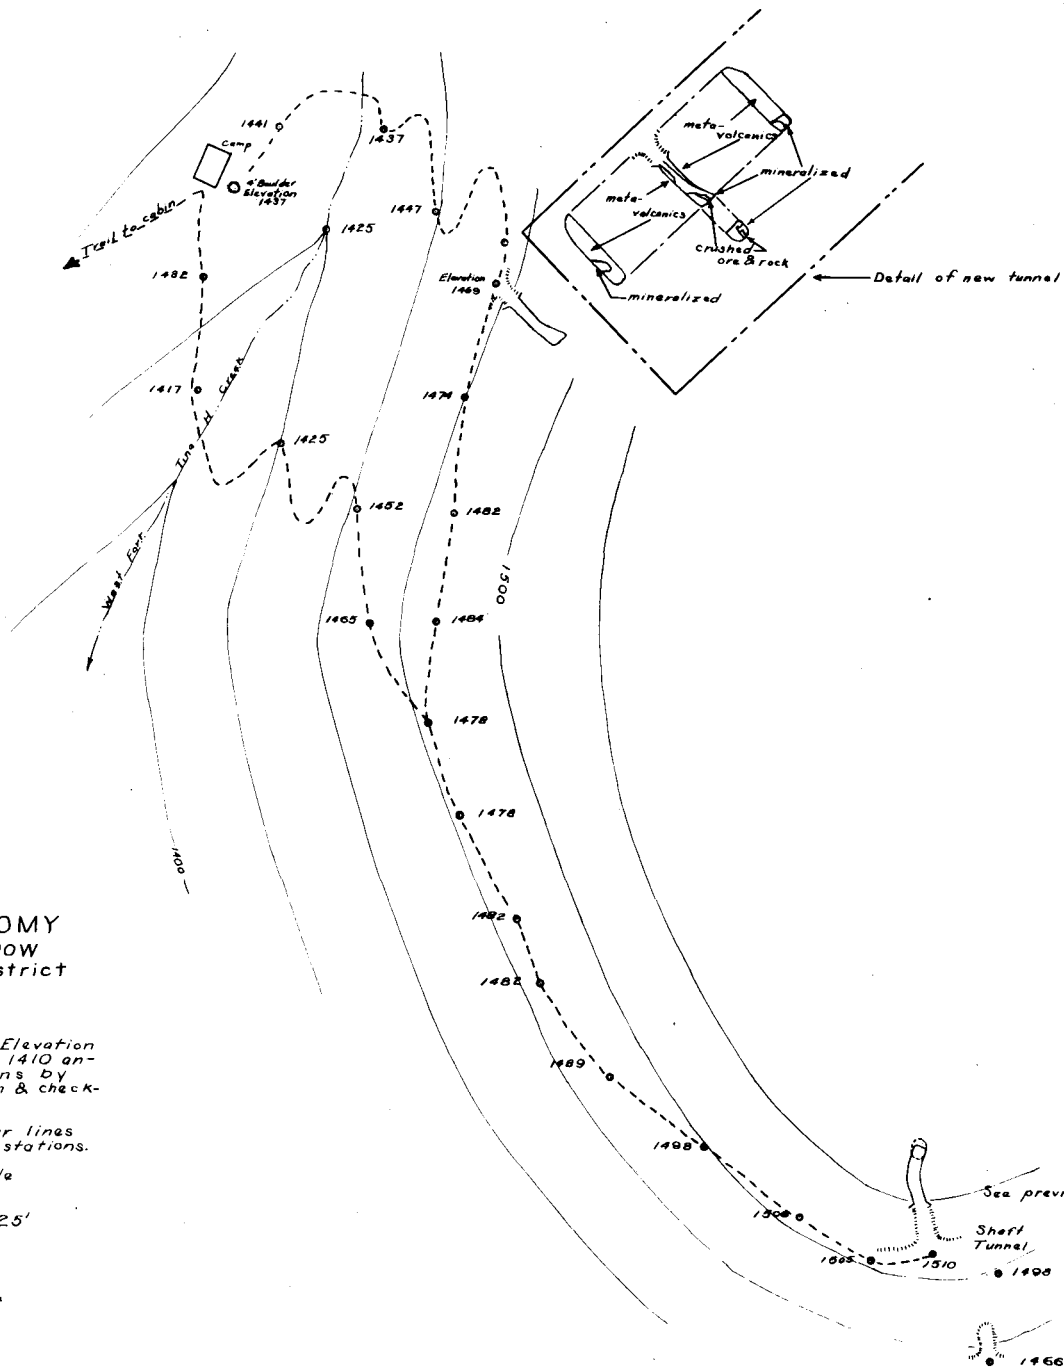 1441
Camp
4' Boulder
Elevation
1437
1437
Trail to cabin
1447
1425
1482
Elevation
1469
meta-
volcanics
mineralized
meta-
volcanics
crushed
ore & rock
mineralized
Detail of new tunnel
1417
Creek
H
1474
1425
1452
1482
West Fork
1500
1465
1484
1478
1478
1400
1482
1482
1489
1498
1505
1510
See previ
Shaft
Tunnel
1498
OMY
ow
strict
Elevation
1410 an-
ns by
n & check-
r lines
stations.
le
25'